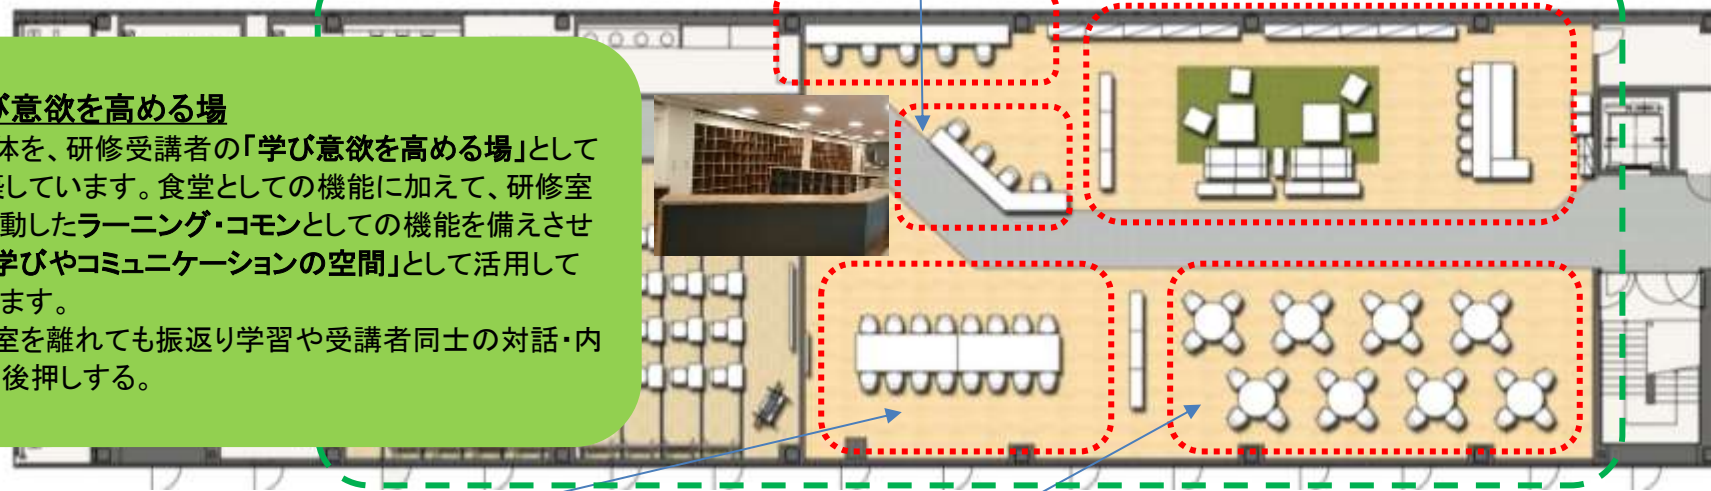 び意欲を高める場
体を、研修受講者の「学び意欲を高める場」として
築しています。食堂としての機能に加えて、研修室
動したラーニング・コモンとしての機能を備えさせ
学びやコミュニケーションの空間」として活用して
ます。
室を離れても振返り学習や受講者同士の対話・内
後押しする。